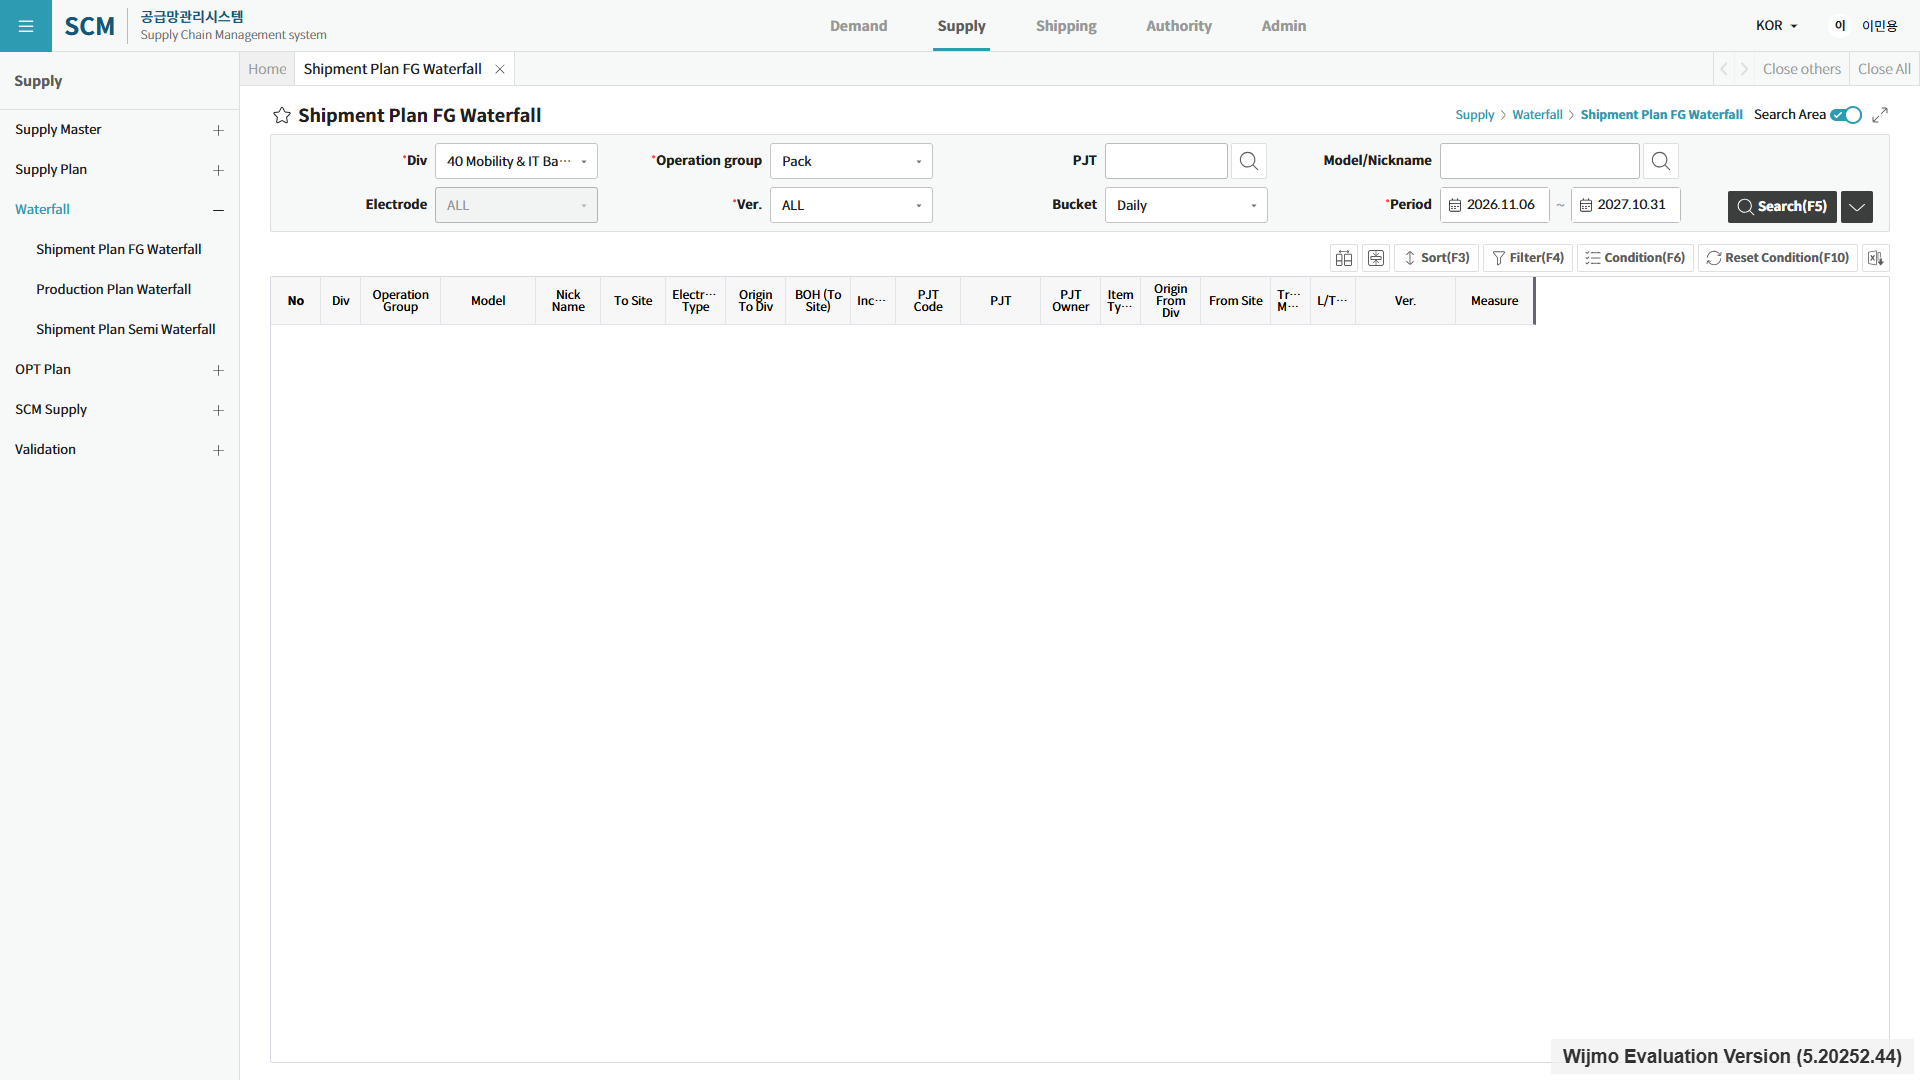 SCM
공급망관리시스템
Supply Chain Management system
Demand
Supply
Shipping
Authority
Admin
KOR
이
이민용
Supply
Home
Shipment Plan FG Waterfall
Close others
Close All
Supply Master
Supply Plan
Waterfall
Shipment Plan FG Waterfall
Production Plan Waterfall
Shipment Plan Semi Waterfall
OPT Plan
SCM Supply
Validation
Shipment Plan FG Waterfall
Supply > Waterfall > Shipment Plan FG Waterfall
Search Area
*Div
40 Mobility & IT Ba···
*Operation group
Pack
PJT
Model/Nickname
Electrode
ALL
*Ver.
ALL
Bucket
Daily
*Period
2026.11.06
~
2027.10.31
Search(F5)
Sort(F3)
Filter(F4)
Condition(F6)
Reset Condition(F10)
No
Div
Operation
Group
Model
Nick
Name
To Site
Electr···
Type
Origin
To Div
BOH (To
Site)
Inc···
PJT
Code
PJT
PJT
Owner
Item
Ty···
Origin
From
Div
From Site
Tr···
M···
L/T···
Ver.
Measure
Wijmo Evaluation Version (5.20252.44)